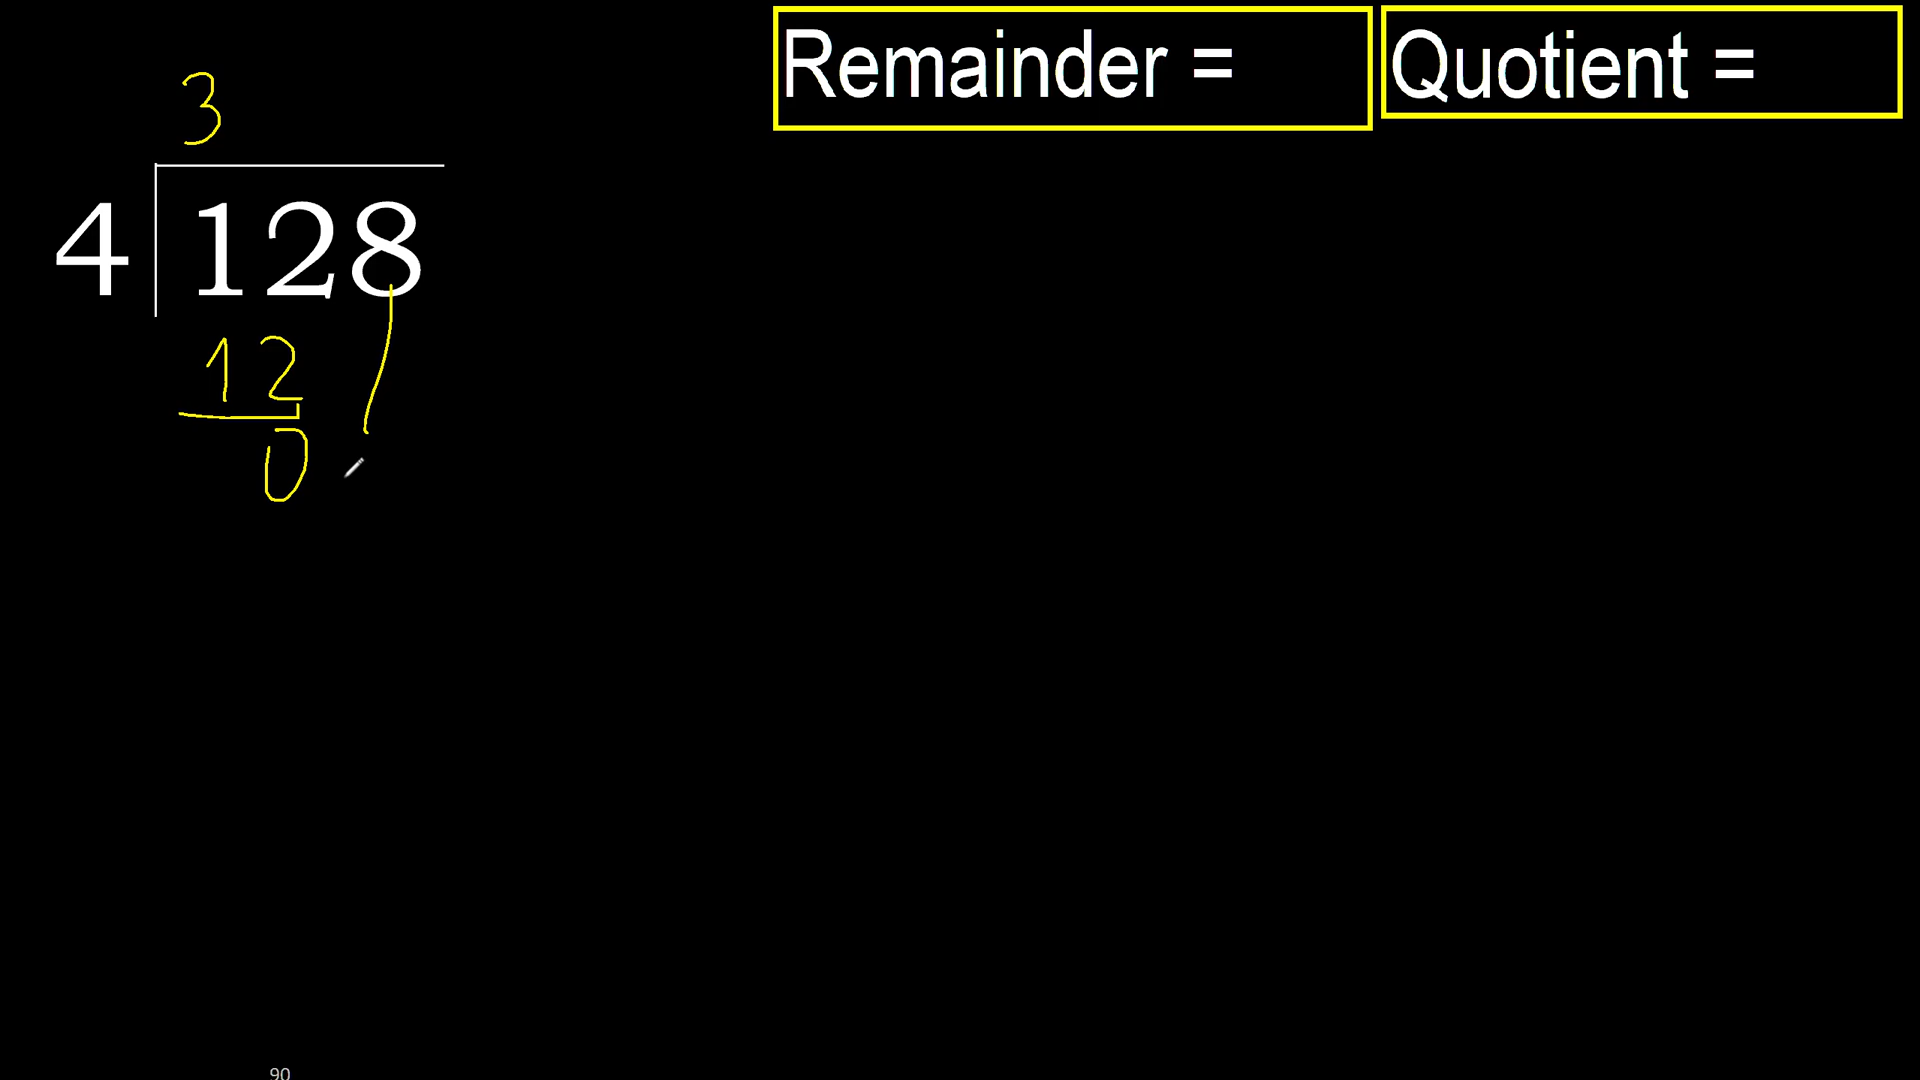 Remainder =
Quotient =
3
4 128
12
0
90